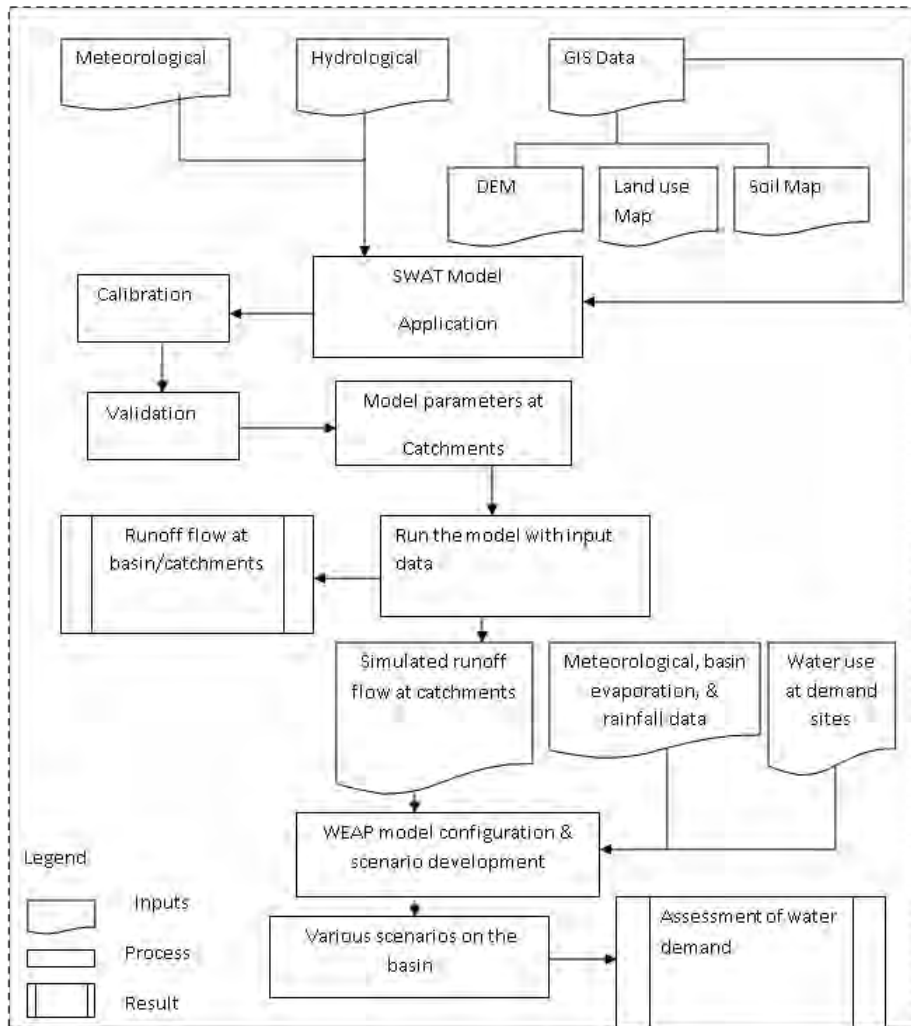 Meteorological
Hydrological
GIS Data
DEM
Land use
Map
Soil Map
SWAT Model
Application
Calibration
Validation
Model parameters at
Catchments
Runoff flow at
basin/catchments
Run the model with input
data
Simulated runoff
flow at catchments
Meteorological, basin
evaporation, &
rainfall data
Water use
at demand
sites
WEAP model configuration &
scenario development
Legend
Inputs
Process
Result
Various scenarios on the
basin
Assessment of water
demand